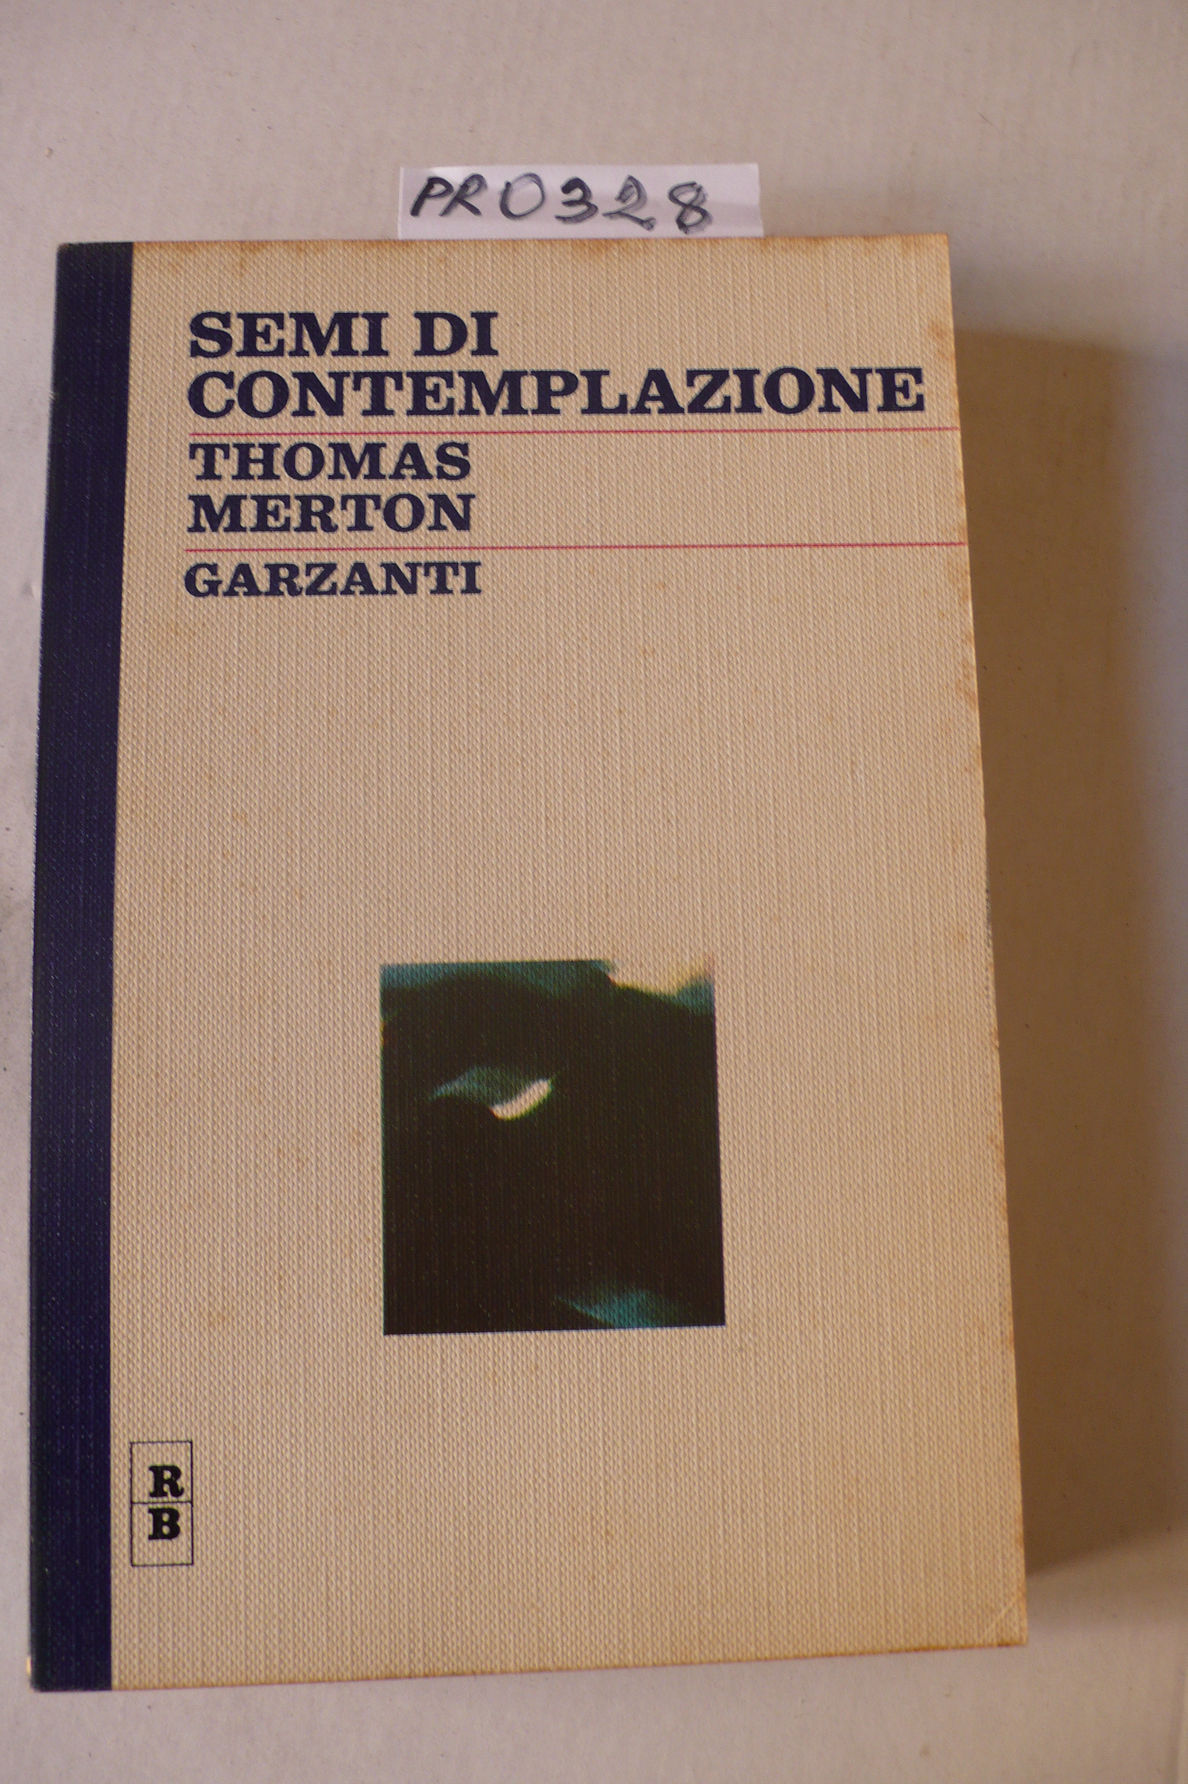 PR0328
SEMI DI
CONTEMPLAZIONE
THOMAS
MERTON
GARZANTI
R
B